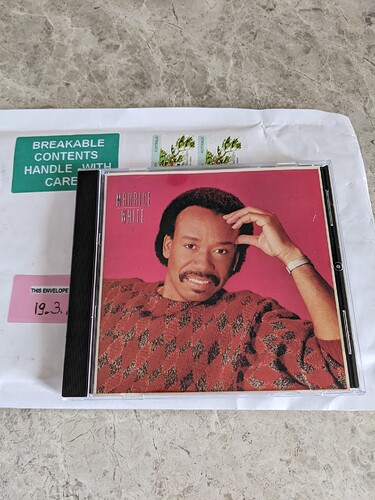 BREAKABLE
CONTENTS
HANDLE WITH
CARE
MAURICE
WHITE
THIS ENVELOPE
19.3.